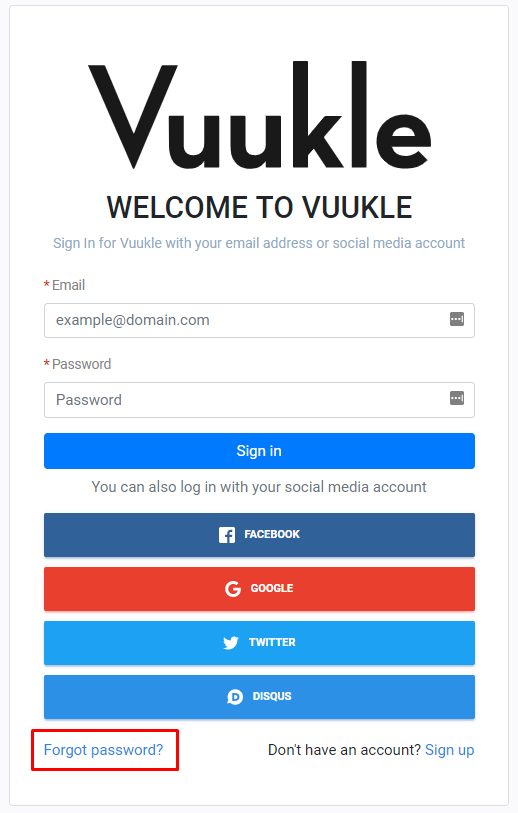 Vuukle
WELCOME TO VUUKLE
Sign In for Vuukle with your email address or social media account
* Email
example@domain.com
* Password
Password
Sign in
You can also log in with your social media account
FACEBOOK
GOOGLE
TWITTER
DISQUS
Forgot password? Don't have an account? Sign up